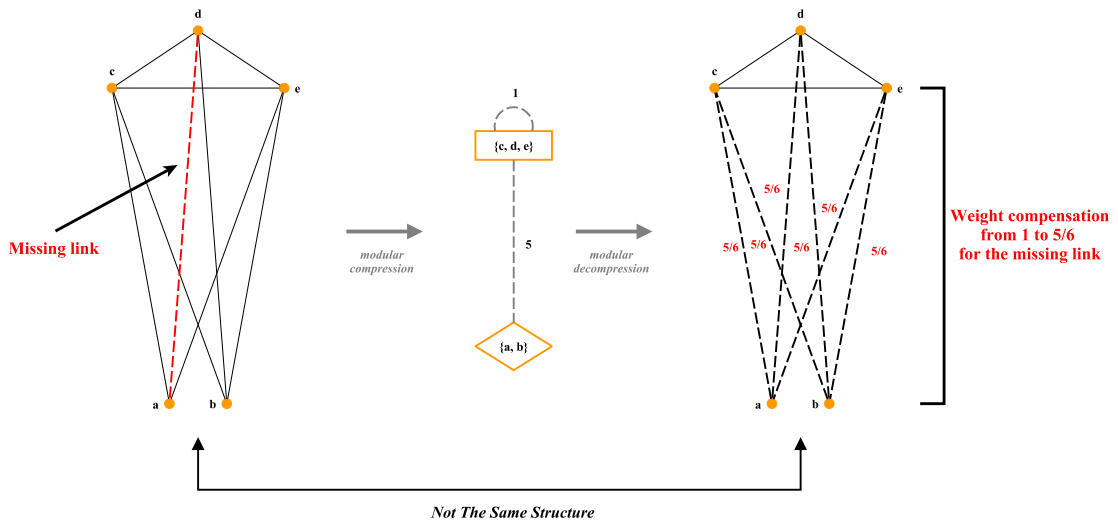 d
c
e
Missing link
a
b
modular
compression
1
{c, d, e}
5
{a, b}
modular
decompression
d
c
e
5/6
5/6
5/6
5/6
5/6
5/6
a
b
Weight compensation
from 1 to 5/6
for the missing link
Not The Same Structure